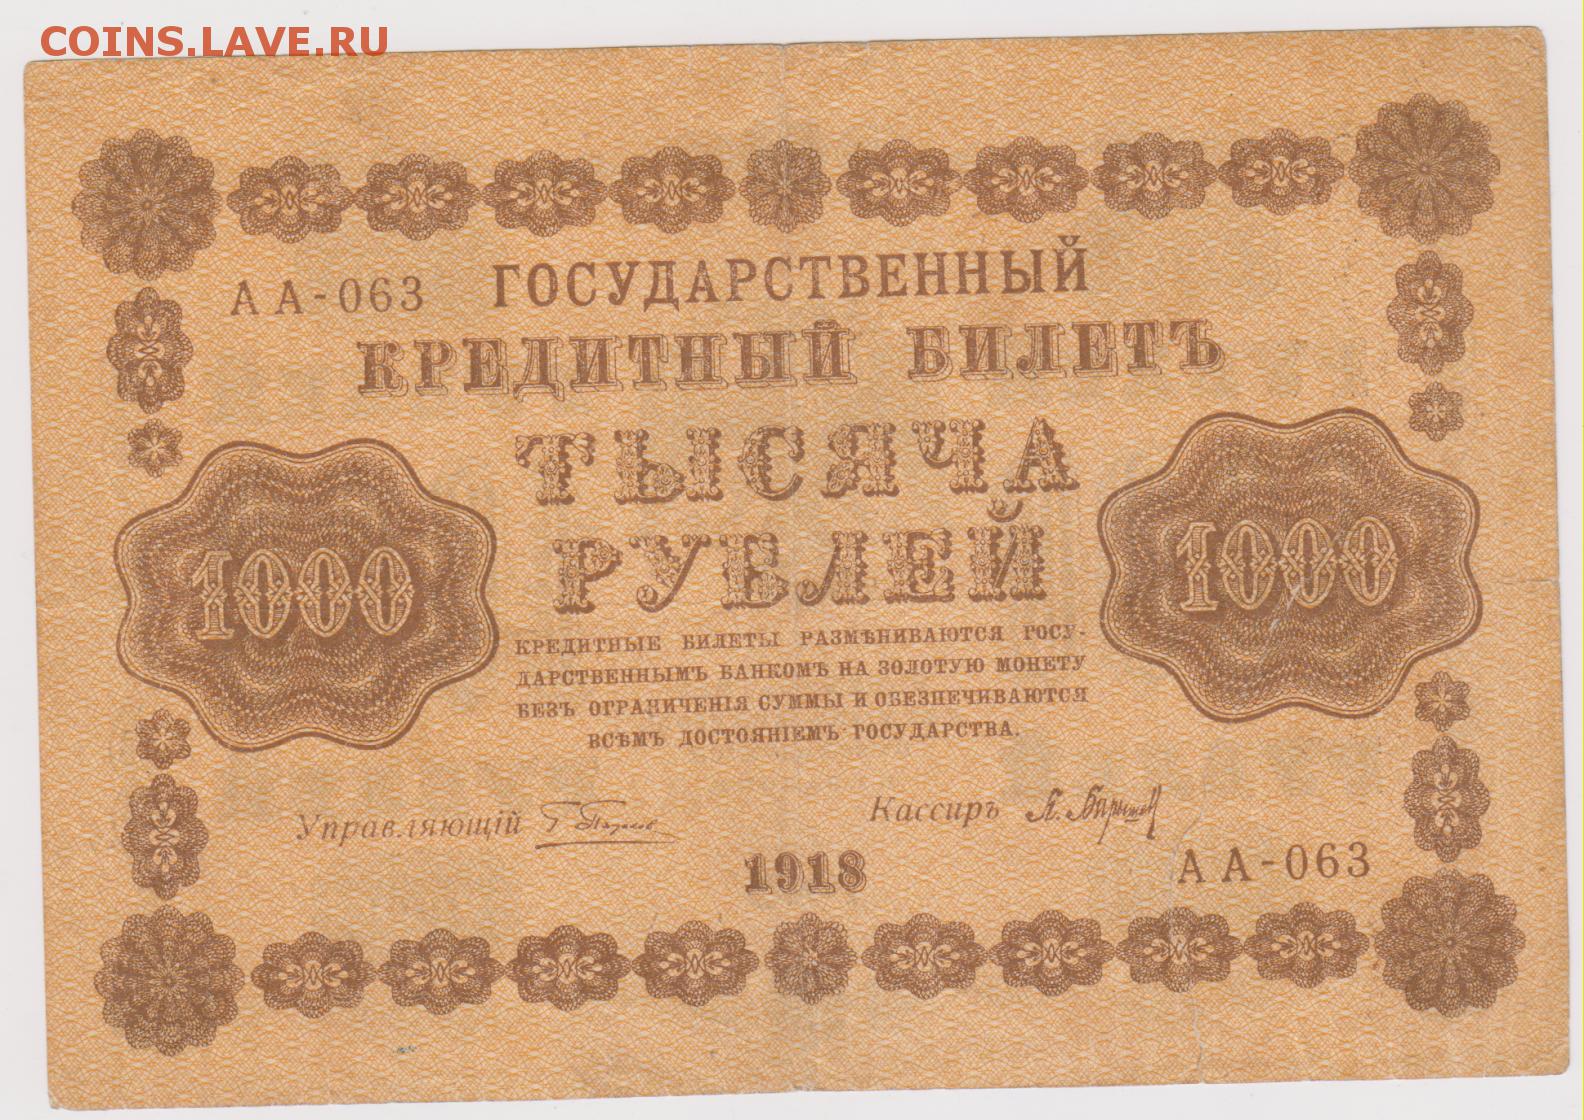 COINS.LAVE.RU
АА-063 ГОСУДАРСТВЕННЫЙ
КРЕДИТНЫЙ БИЛЕТЪ
ТЫСЯЧА
РУБЛЕЙ
1000 1000
КРЕДИТНЫЕ БИЛЕТЫ РАЗМѢНИВАЮТСЯ ГОСУ-
ДАРСТВЕННЫМЪ БАНКОМЪ НА ЗОЛОТУЮ МОНЕТУ
БЕЗЪ ОГРАНИЧЕНІЯ СУММЫ И ОБЕЗПЕЧИВАЮТСЯ
ВСѢМЪ ДОСТОЯНІЕМЪ ГОСУДАРСТВА.
Управляющій Кассиръ
1918
АА-063